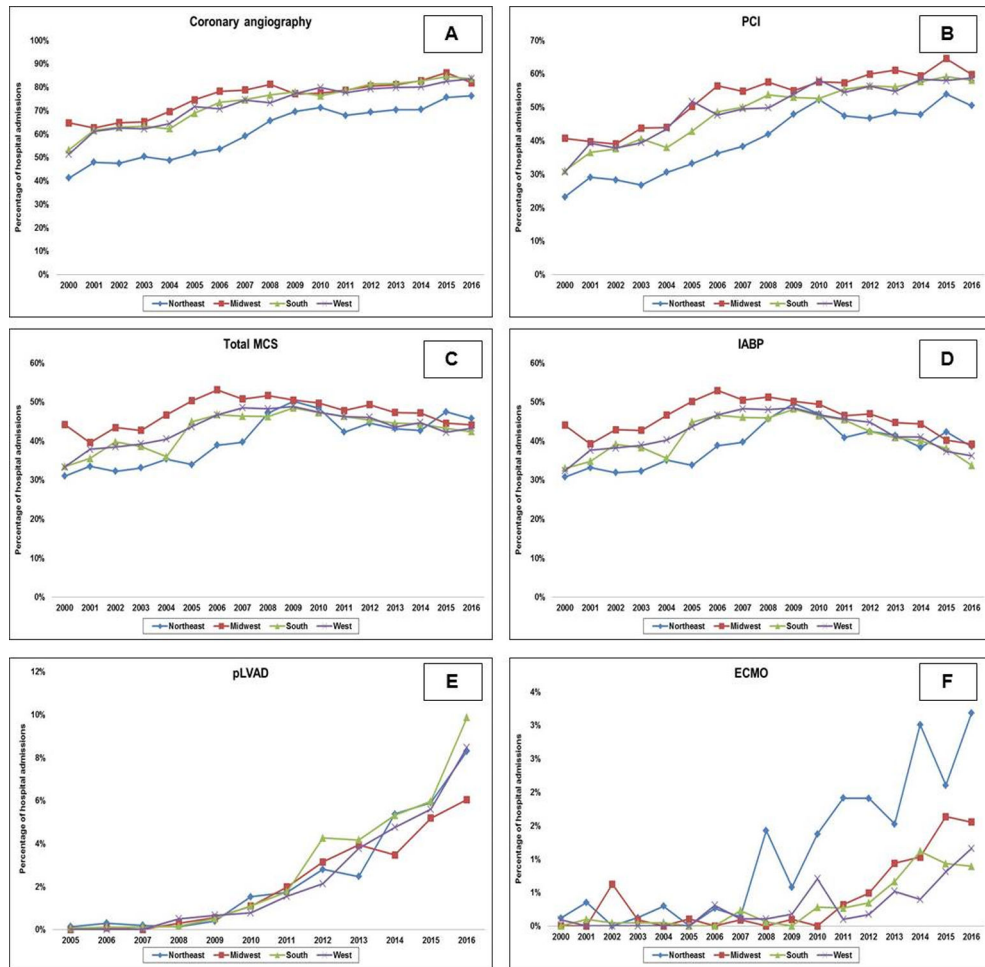 Coronary angiography
A
Percentage of hospital admissions
100%
90%
80%
70%
60%
50%
40%
30%
20%
10%
0%
2000 2001 2002 2003 2004 2005 2006 2007 2008 2009 2010 2011 2012 2013 2014 2015 2016
Northeast Midwest South West
PCI
B
Percentage of hospital admissions
70%
60%
50%
40%
30%
20%
10%
0%
2000 2001 2002 2003 2004 2005 2006 2007 2008 2009 2010 2011 2012 2013 2014 2015 2016
Northeast Midwest South West
Total MCS
C
Percentage of hospital admissions
60%
50%
40%
30%
20%
10%
0%
2000 2001 2002 2003 2004 2005 2006 2007 2008 2009 2010 2011 2012 2013 2014 2015 2016
Northeast Midwest South West
IABP
D
Percentage of hospital admissions
60%
50%
40%
30%
20%
10%
0%
2000 2001 2002 2003 2004 2005 2006 2007 2008 2009 2010 2011 2012 2013 2014 2015 2016
Northeast Midwest South West
pLVAD
E
Percentage of hospital admissions
12%
10%
8%
6%
4%
2%
0%
2005 2006 2007 2008 2009 2010 2011 2012 2013 2014 2015 2016
Northeast Midwest South West
ECMO
F
Percentage of hospital admissions
4%
3%
3%
2%
2%
1%
1%
0%
2000 2001 2002 2003 2004 2005 2006 2007 2008 2009 2010 2011 2012 2013 2014 2015 2016
Northeast Midwest South West